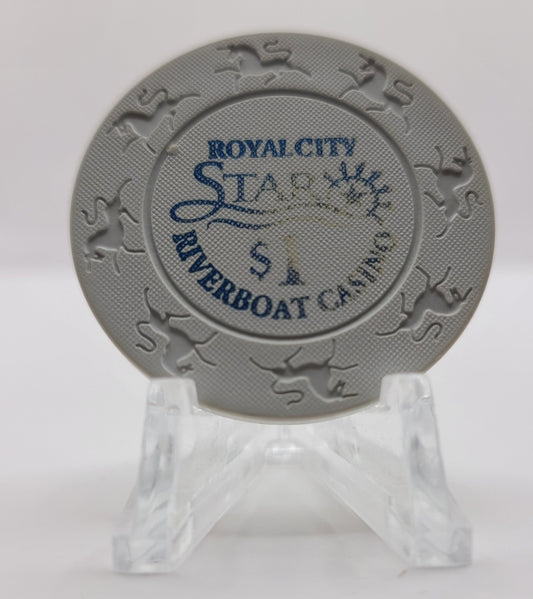 ROYAL CITY
STAR
$1
RIVERBOAT CASINO